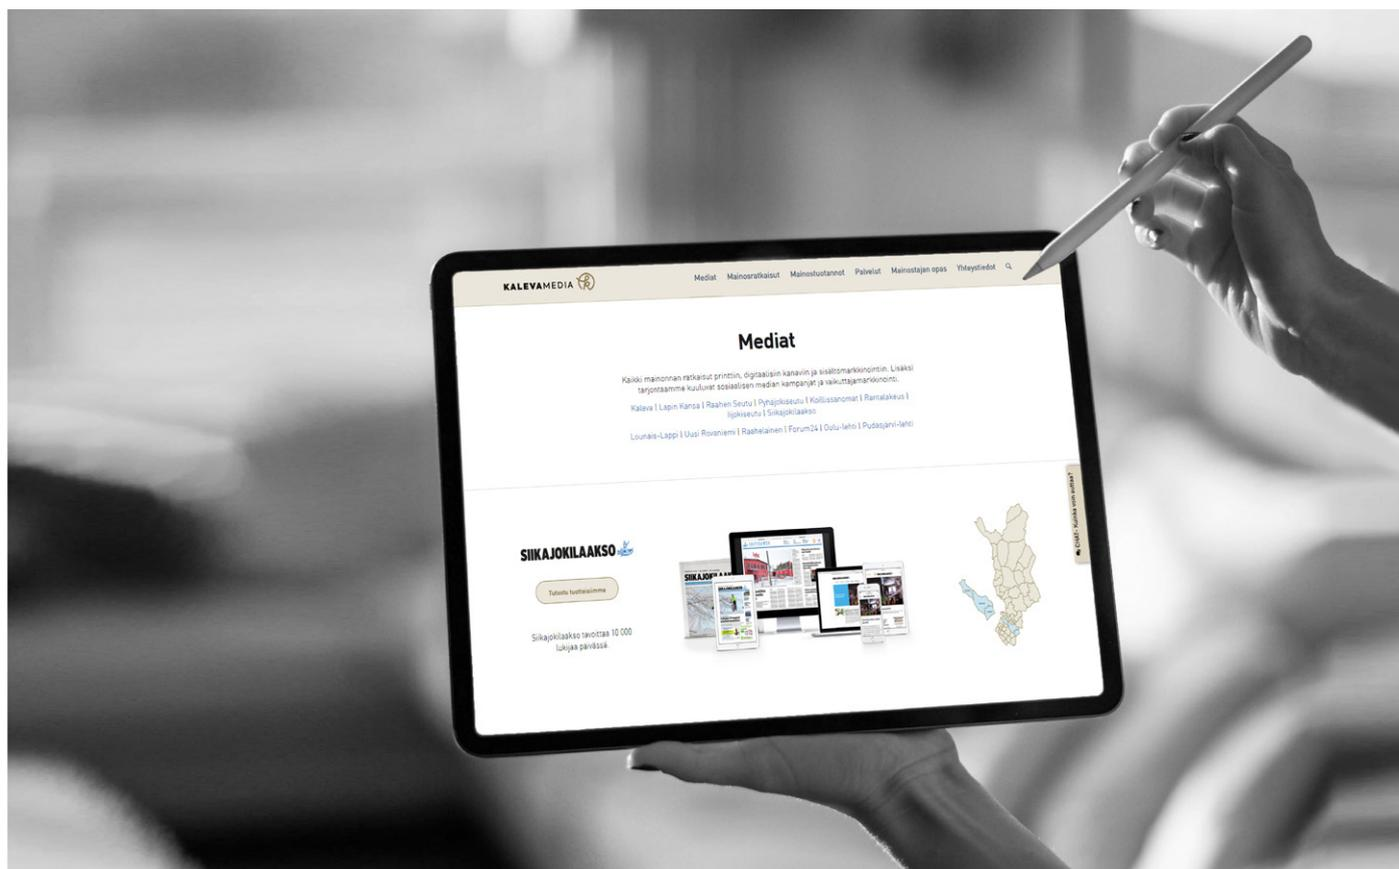 KALEVAMEDIA
Mediat Mainosratkaisut Mainostuotannot Palvelut Mainostajan opas Yhteystiedot
Mediat
Kaikki mainonnan ratkaisut printtiin, digitaalisiin kanaviin ja sisältömarkkinointiin. Lisäksi
tarjontaamme kuuluvat sosiaalisen median kampanjat ja vaikuttajamarkkinointi.
Kaleva | Lapin Kansa | Raahen Seutu | Pyhäjokiseutu | Koillissanomat | Rantalakeus |
Iijokiseutu | Siikajokilaakso
Lounais-Lappi | Uusi Rovaniemi | Raahelainen | Forum24 | Oulu-lehti | Pudasjärvi-lehti
CHAT- Kuinka voin auttaa?
SIIKAJOKILAAKSO
Tutustu tuotteisiimme
Siikajokilaakso tavoittaa 10 000
lukijaa päivässä.